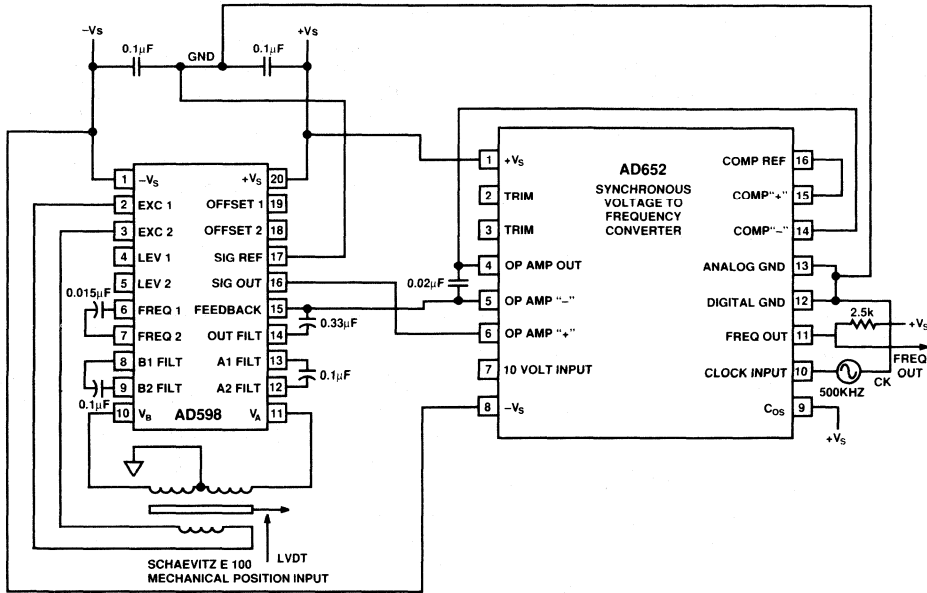 –VS
+VS
0.1µF
GND
0.1µF
1
–VS
2
EXC 1
3
EXC 2
4
LEV 1
5
LEV 2
6
FREQ 1
7
FREQ 2
8
B1 FILT
9
B2 FILT
10
VB
+VS
20
OFFSET 1
19
OFFSET 2
18
SIG REF
17
SIG OUT
16
FEEDBACK
15
OUT FILT
14
A1 FILT
13
A2 FILT
12
VA
11
AD598
0.015µF
0.1µF
0.33µF
0.1µF
LVDT
SCHAEVITZ E 100
MECHANICAL POSITION INPUT
AD652
SYNCHRONOUS
VOLTAGE TO
FREQUENCY
CONVERTER
1
+VS
2
TRIM
3
TRIM
4
OP AMP OUT
0.02µF
5
OP AMP "–"
6
OP AMP "+"
7
10 VOLT INPUT
8
–VS
COMP REF
16
COMP"+"
15
COMP"–"
14
ANALOG GND
13
DIGITAL GND
12
FREQ OUT
11
CLOCK INPUT
10
COS
9
2.5k
+VS
FREQ
OUT
CK
500KHZ
+VS